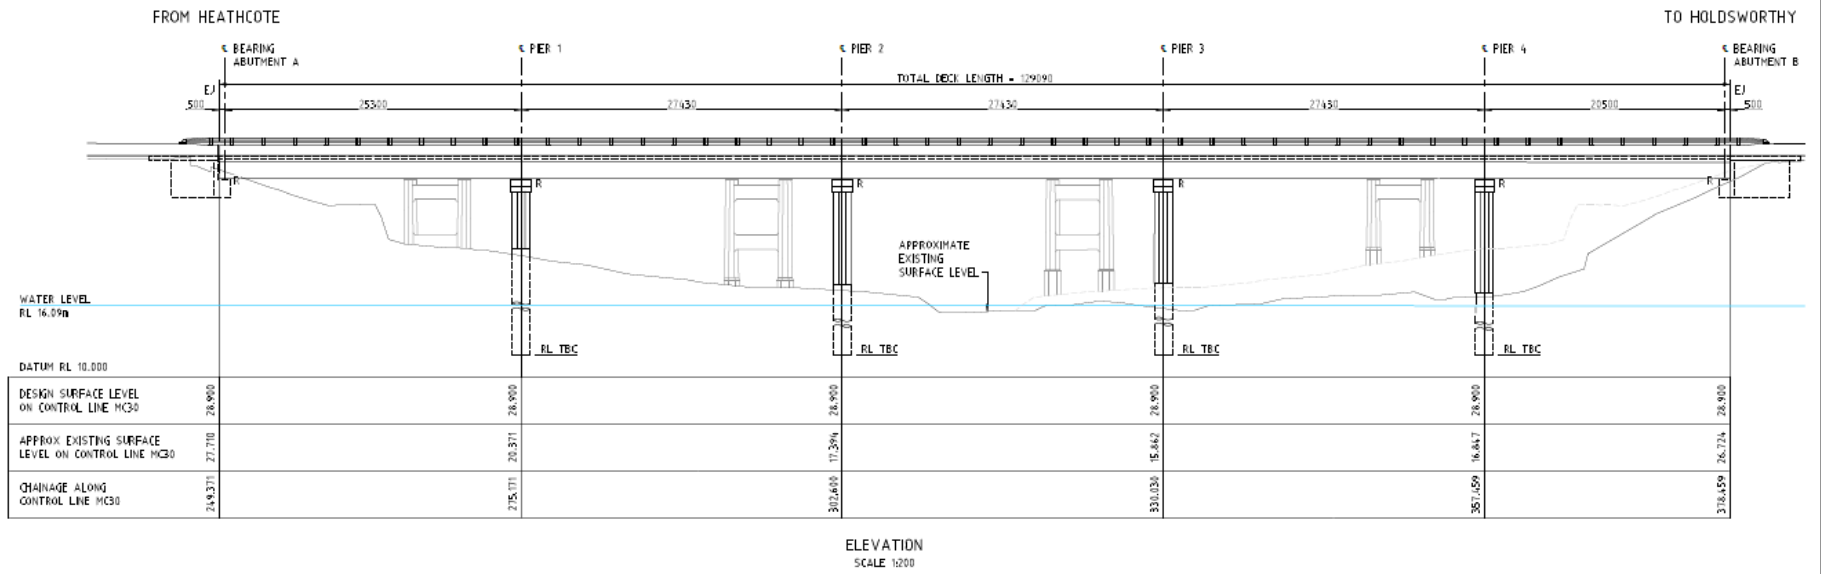 FROM HEATHCOTE
TO HOLDSWORTHY
℄ BEARING
ABUTMENT A
℄ PIER 1
℄ PIER 2
℄ PIER 3
℄ PIER 4
℄ BEARING
ABUTMENT B
TOTAL DECK LENGTH = 129090
EJ
EJ
500
25300
27430
27430
27430
20500
500
R
R
R
R
R
R
APPROXIMATE
EXISTING
SURFACE LEVEL
WATER LEVEL
RL 16.09m
RL TBC
RL TBC
RL TBC
RL TBC
DATUM RL 10.000
DESIGN SURFACE LEVEL
ON CONTROL LINE MC30
28.900
28.900
28.900
28.900
28.900
28.900
APPROX EXISTING SURFACE
LEVEL ON CONTROL LINE MC30
27.710
20.371
17.394
15.862
16.847
26.724
CHAINAGE ALONG
CONTROL LINE MC30
249.371
275.171
302.600
330.030
357.459
378.459
ELEVATION
SCALE 1:200